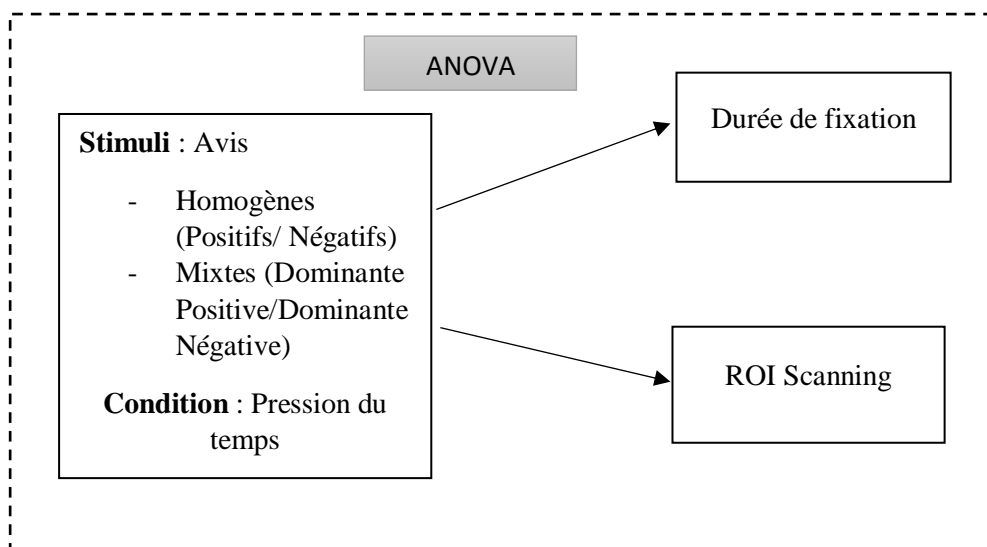 ANOVA
Stimuli : Avis
- Homogènes
(Positifs/ Négatifs)
- Mixtes (Dominante
Positive/Dominante
Négative)
Condition : Pression du
temps
Durée de fixation
ROI Scanning